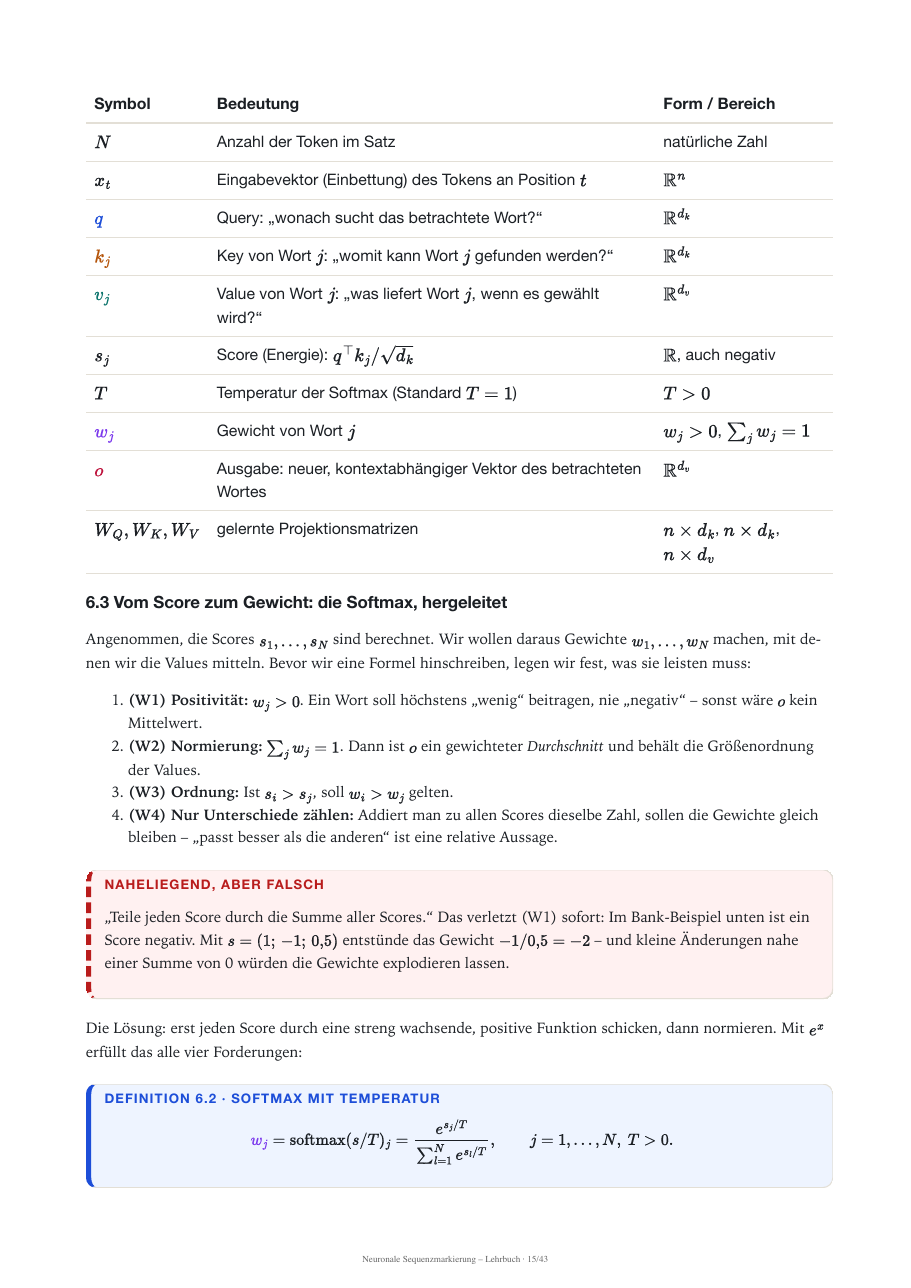 Symbol Bedeutung Form / Bereich
N Anzahl der Token im Satz natürliche Zahl
x_t Eingabevektor (Einbettung) des Tokens an Position t ℝ^n
q Query: „wonach sucht das betrachtete Wort?“ ℝ^{d_k}
k_j Key von Wort j: „womit kann Wort j gefunden werden?“ ℝ^{d_k}
v_j Value von Wort j: „was liefert Wort j, wenn es gewählt ℝ^{d_v}
wird?“
s_j Score (Energie): q^⊤k_j/√d_k ℝ, auch negativ
T Temperatur der Softmax (Standard T = 1) T > 0
w_j Gewicht von Wort j w_j > 0, ∑_j w_j = 1
o Ausgabe: neuer, kontextabhängiger Vektor des betrachteten ℝ^{d_v}
Wortes
W_Q, W_K, W_V gelernte Projektionsmatrizen n × d_k, n × d_k,
n × d_v
6.3 Vom Score zum Gewicht: die Softmax, hergeleitet
Angenommen, die Scores s_1, . . . , s_N sind berechnet. Wir wollen daraus Gewichte w_1, . . . , w_N machen, mit de-
nen wir die Values mitteln. Bevor wir eine Formel hinschreiben, legen wir fest, was sie leisten muss:
1. (W1) Positivität: w_j > 0. Ein Wort soll höchstens „wenig“ beitragen, nie „negativ“ – sonst wäre o kein
Mittelwert.
2. (W2) Normierung: ∑_j w_j = 1. Dann ist o ein gewichteter Durchschnitt und behält die Größenordnung
der Values.
3. (W3) Ordnung: Ist s_i > s_j, soll w_i > w_j gelten.
4. (W4) Nur Unterschiede zählen: Addiert man zu allen Scores dieselbe Zahl, sollen die Gewichte gleich
bleiben – „passt besser als die anderen“ ist eine relative Aussage.
NAHELIEGEND, ABER FALSCH
„Teile jeden Score durch die Summe aller Scores.“ Das verletzt (W1) sofort: Im Bank-Beispiel unten ist ein
Score negativ. Mit s = (1; −1; 0,5) entstünde das Gewicht −1/0,5 = −2 – und kleine Änderungen nahe
einer Summe von 0 würden die Gewichte explodieren lassen.
Die Lösung: erst jeden Score durch eine streng wachsende, positive Funktion schicken, dann normieren. Mit e^x
erfüllt das alle vier Forderungen:
DEFINITION 6.2 · SOFTMAX MIT TEMPERATUR
w_j = softmax(s/T)_j = e^{s_j/T} / ∑_{l=1}^N e^{s_l/T}, j = 1, . . . , N, T > 0.
Neuronale Sequenzmarkierung – Lehrbuch · 15/43